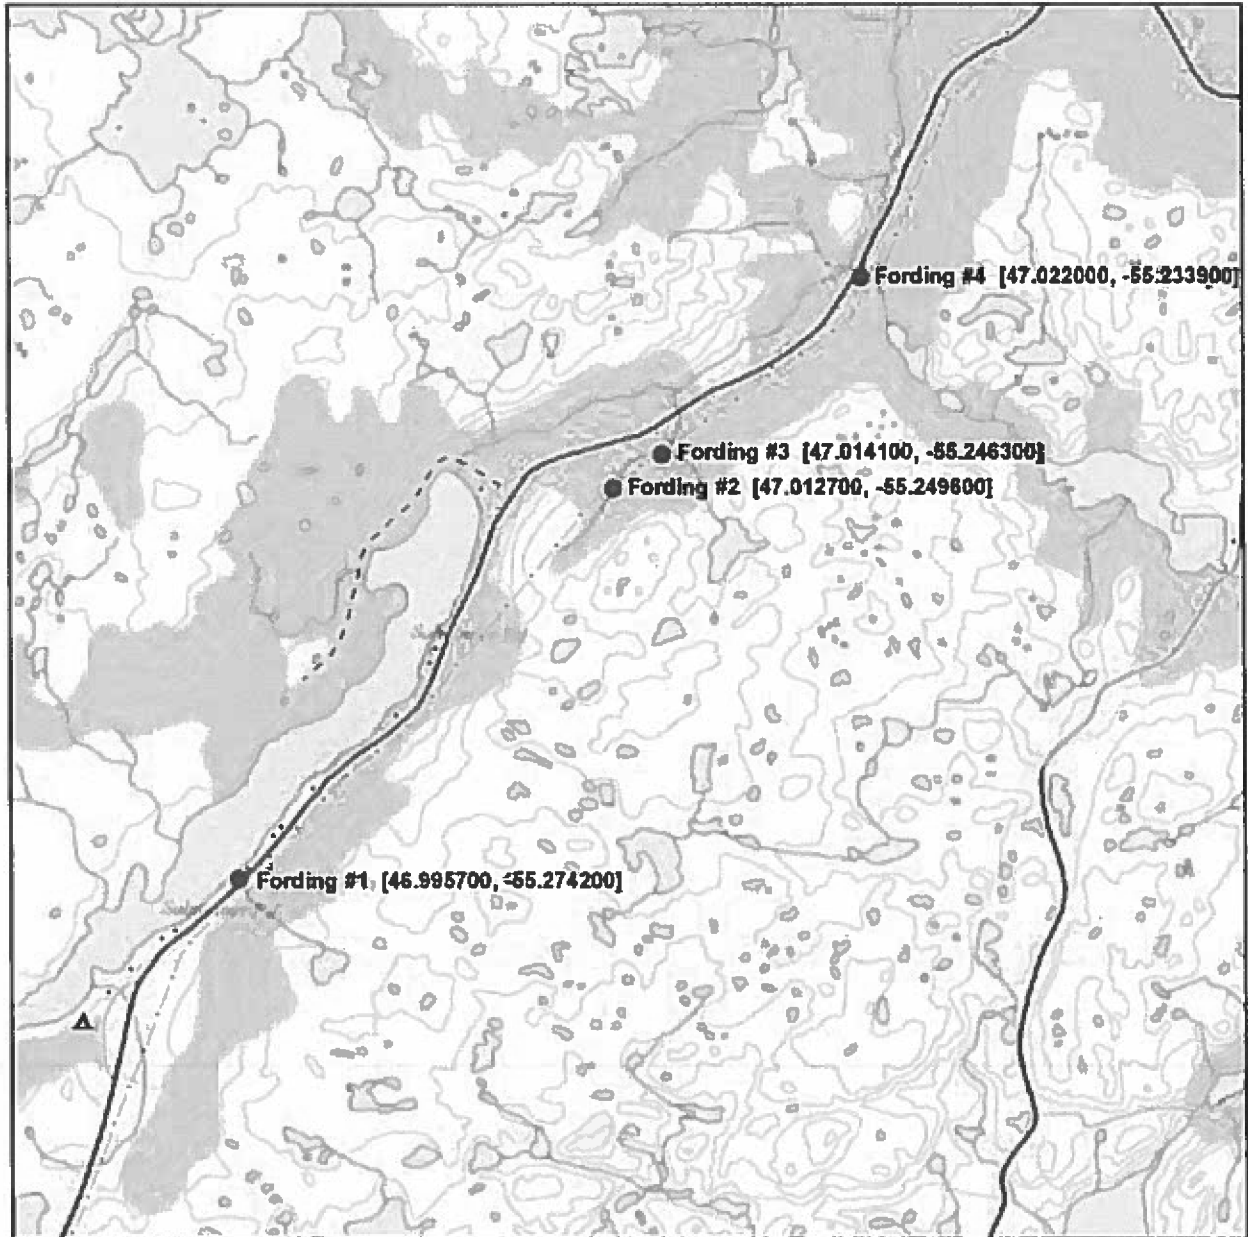 Fording #4 [47.022000, -55.233900]
Fording #3 [47.014100, -55.246300]
Fording #2 [47.012700, -55.249600]
Fording #1 [46.995700, -55.274200]